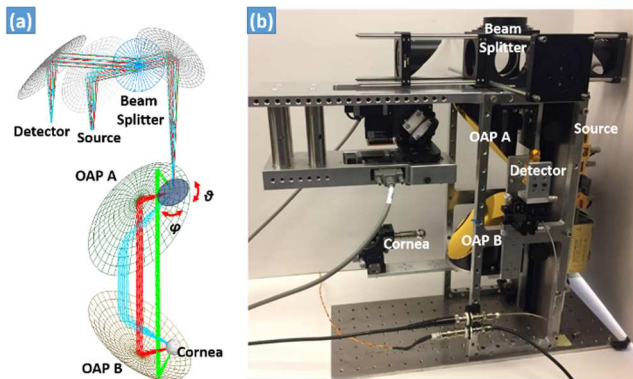 (a)
Detector
Source
Beam
Splitter
OAP A
ϑ
φ
Cornea
OAP B
(b)
Beam
Splitter
OAP A
Source
Detector
OAP B
Cornea